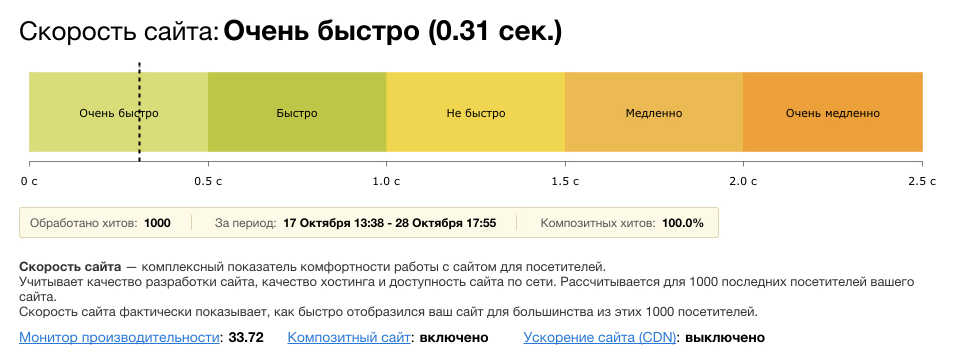 Скорость сайта: Очень быстро (0.31 сек.)
Очень быстро Быстро Не быстро Медленно Очень медленно
0 с 0.5 с 1.0 с 1.5 с 2.0 с 2.5 с
Обработано хитов: 1000 За период: 17 Октября 13:38 - 28 Октября 17:55 Композитных хитов: 100.0%
Скорость сайта — комплексный показатель комфортности работы с сайтом для посетителей.
Учитывает качество разработки сайта, качество хостинга и доступность сайта по сети. Рассчитывается для 1000 последних посетителей вашего
сайта.
Скорость сайта фактически показывает, как быстро отобразился ваш сайт для большинства из этих 1000 посетителей.
Монитор производительности: 33.72 Композитный сайт: включено Ускорение сайта (CDN): выключено